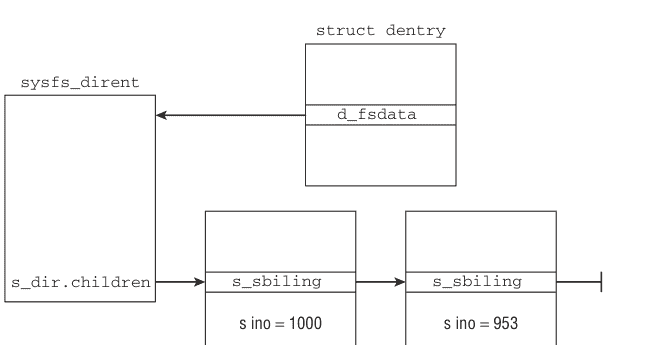 struct dentry
sysfs_dirent
d_fsdata
s_dir.children
s_sbiling
s_sbiling
s ino = 1000
s ino = 953